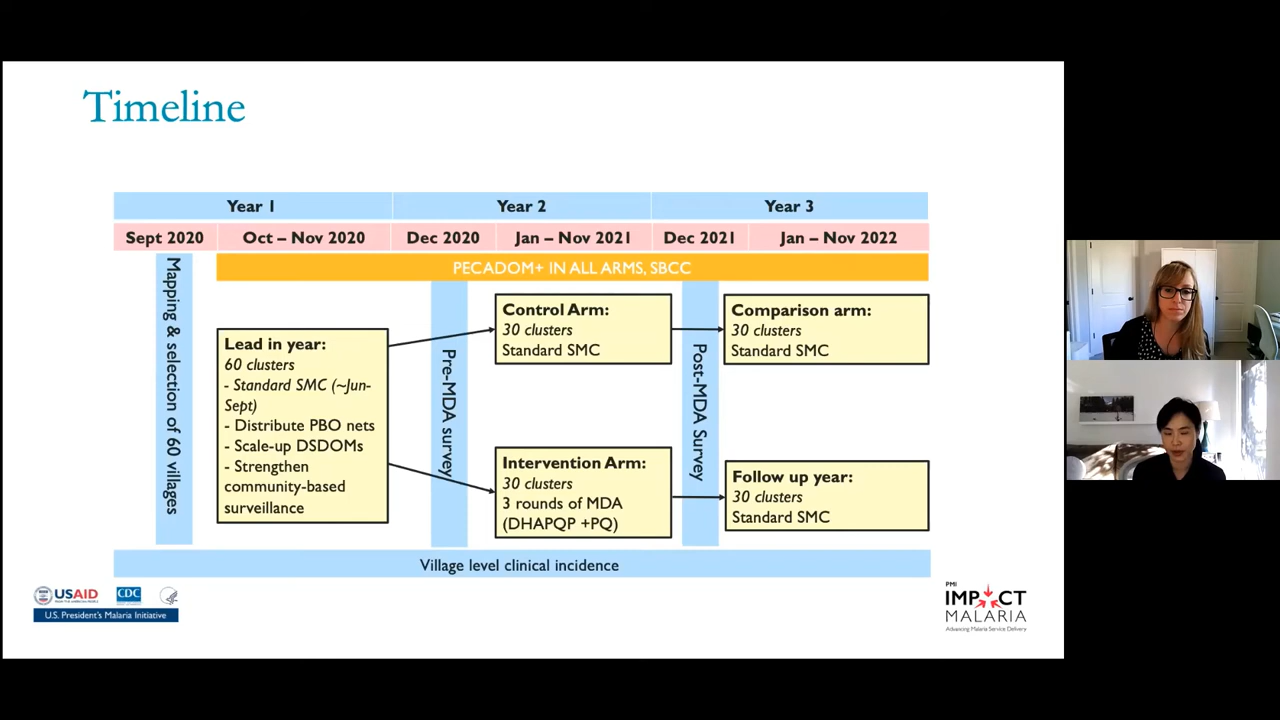 Timeline
Year 1
Year 2
Year 3
Sept 2020
Oct – Nov 2020
Dec 2020
Jan – Nov 2021
Dec 2021
Jan – Nov 2022
PECADOM+ IN ALL ARMS, SBCC
Mapping & selection of 60 villages
Lead in year:
60 clusters
- Standard SMC (~Jun-
Sept)
- Distribute PBO nets
- Scale-up DSDOMs
- Strengthen
community-based
surveillance
Pre-MDA survey
Control Arm:
30 clusters
Standard SMC
Intervention Arm:
30 clusters
3 rounds of MDA
(DHAPQP +PQ)
Post-MDA Survey
Comparison arm:
30 clusters
Standard SMC
Follow up year:
30 clusters
Standard SMC
Village level clinical incidence
USAID
CDC
U.S. President's Malaria Initiative
PMI
IMPACT
MALARIA
Advancing Malaria Service Delivery